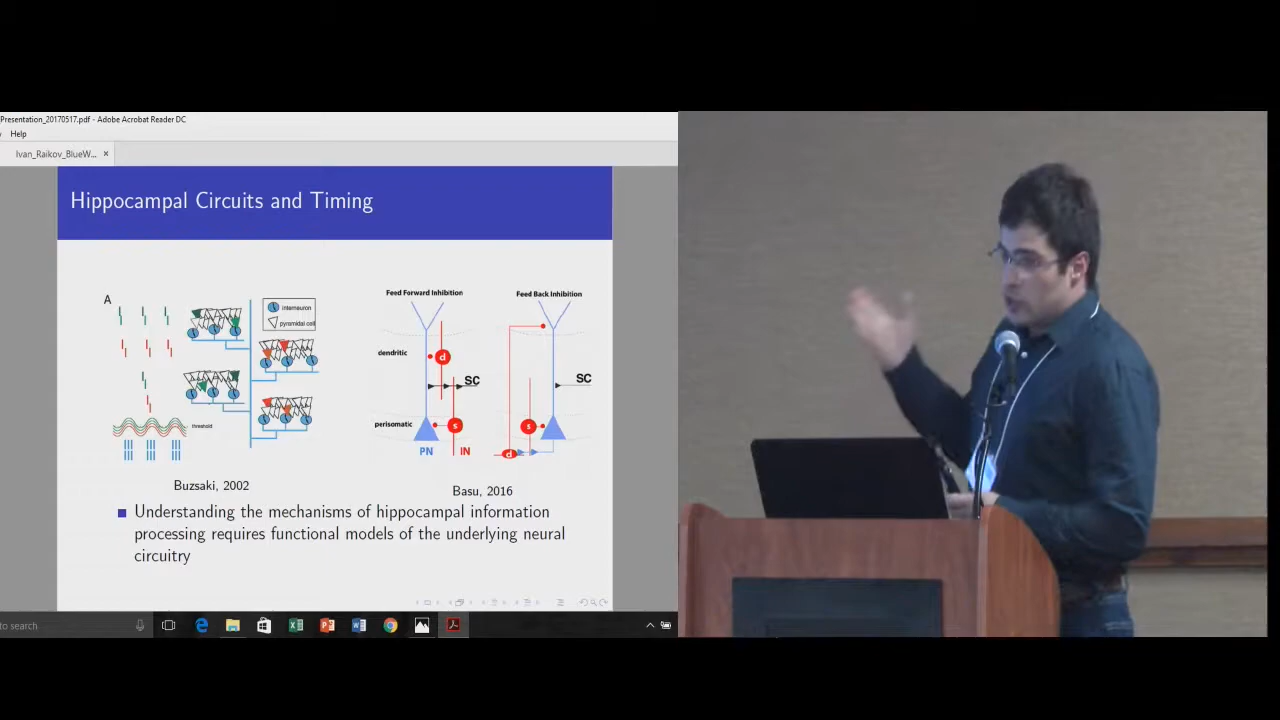 Presentation_20170517.pdf - Adobe Acrobat Reader DC
Help
Ivan_Raikov_BlueW... ×
Hippocampal Circuits and Timing
A
interneuron
pyramidal cell
threshold
Buzsaki, 2002
Feed Forward Inhibition
Feed Back Inhibition
dendritic
d
SC
SC
perisomatic
s
s
PN
IN
d
Basu, 2016
Understanding the mechanisms of hippocampal information
processing requires functional models of the underlying neural
circuitry
to search